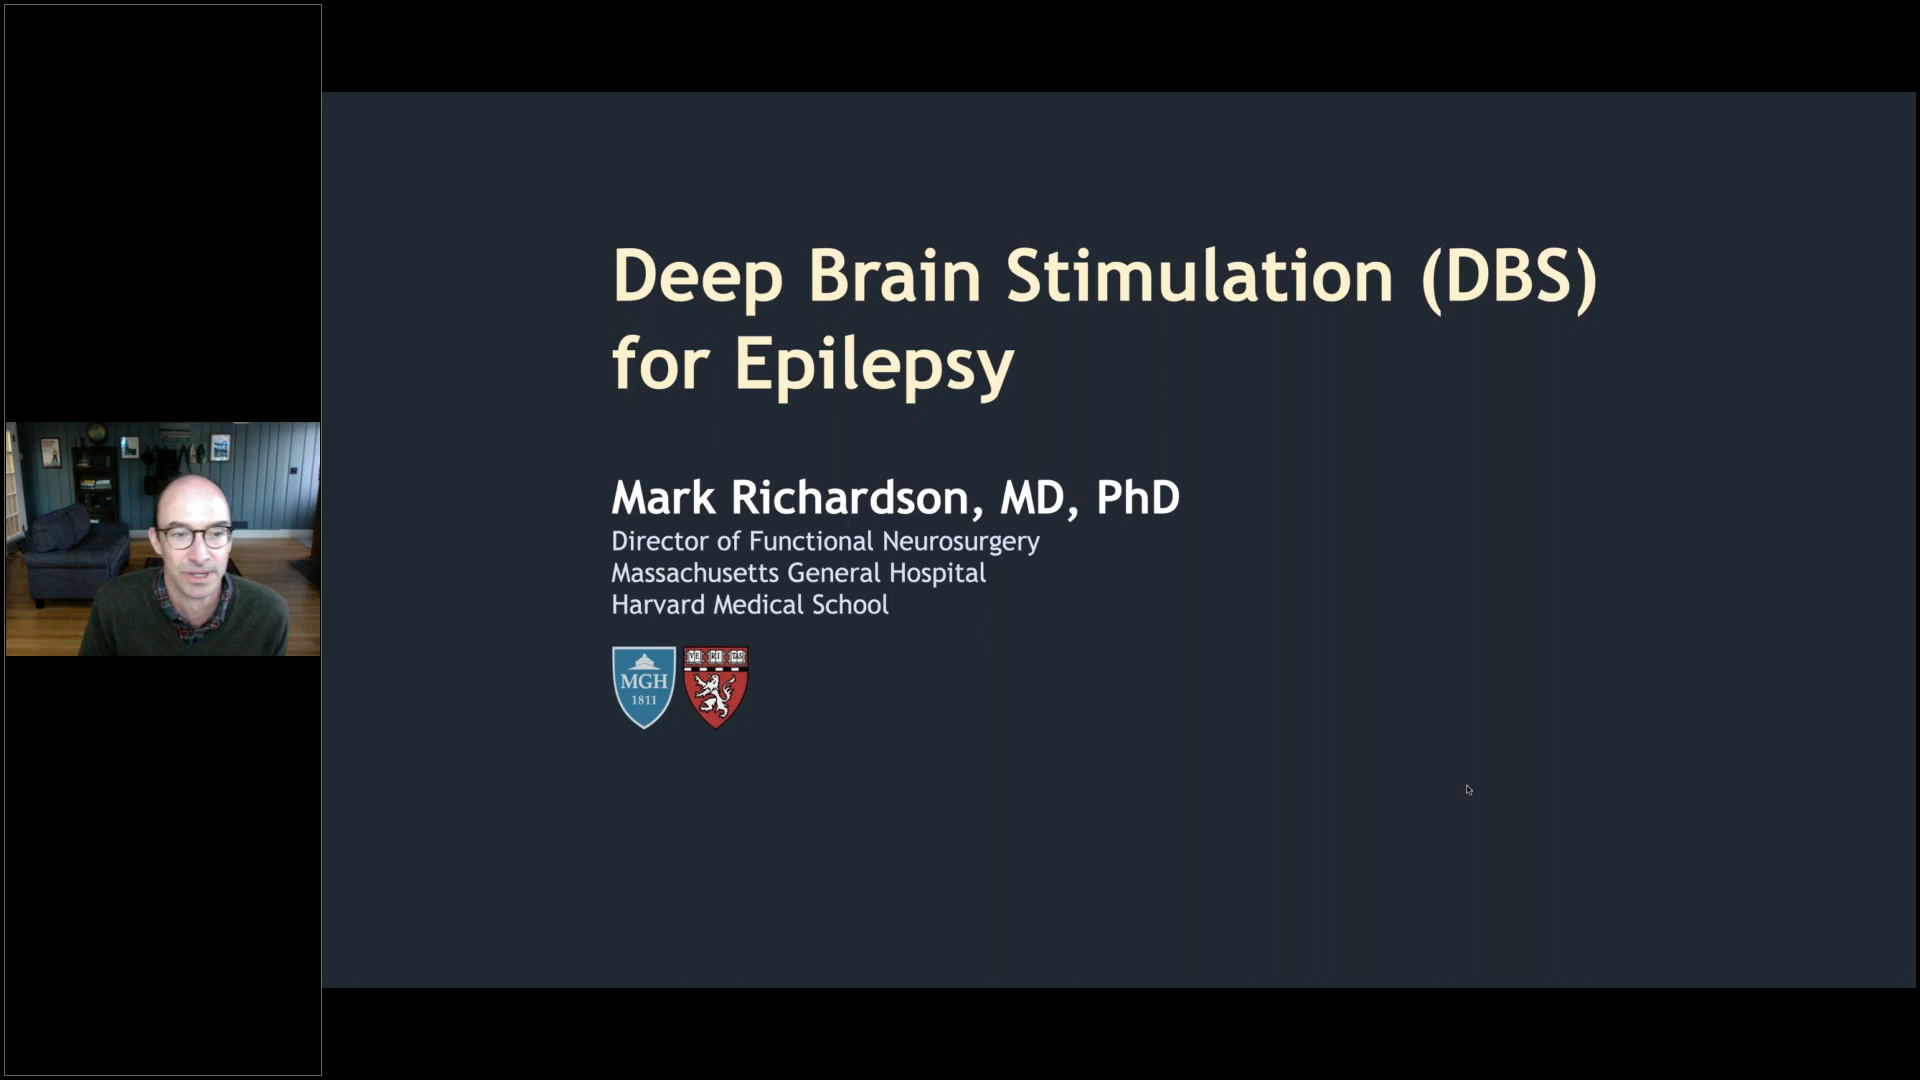 Deep Brain Stimulation (DBS)
for Epilepsy
Mark Richardson, MD, PhD
Director of Functional Neurosurgery
Massachusetts General Hospital
Harvard Medical School
MGH
1811
VE RI TAS